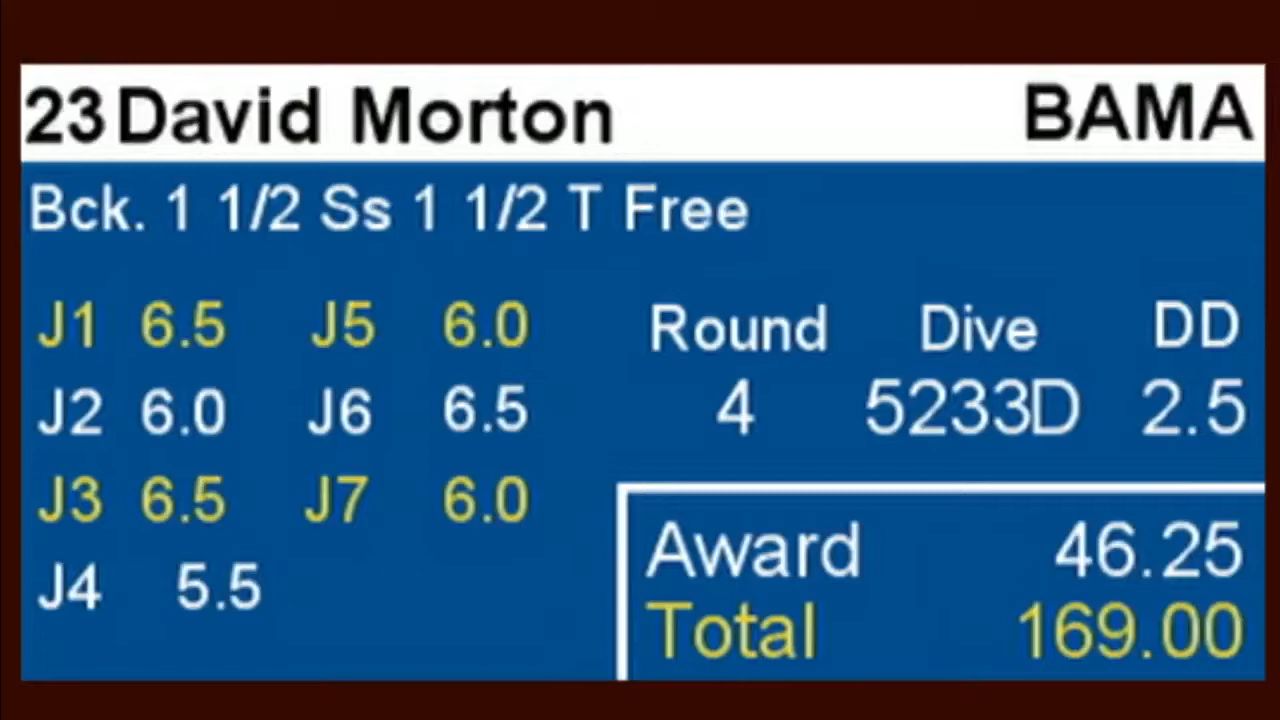 23 David Morton BAMA
Bck. 1 1/2 Ss 1 1/2 T Free
J1 6.5 J5 6.0
J2 6.0 J6 6.5
J3 6.5 J7 6.0
J4 5.5
Round Dive DD
4 5233D 2.5
Award 46.25
Total 169.00